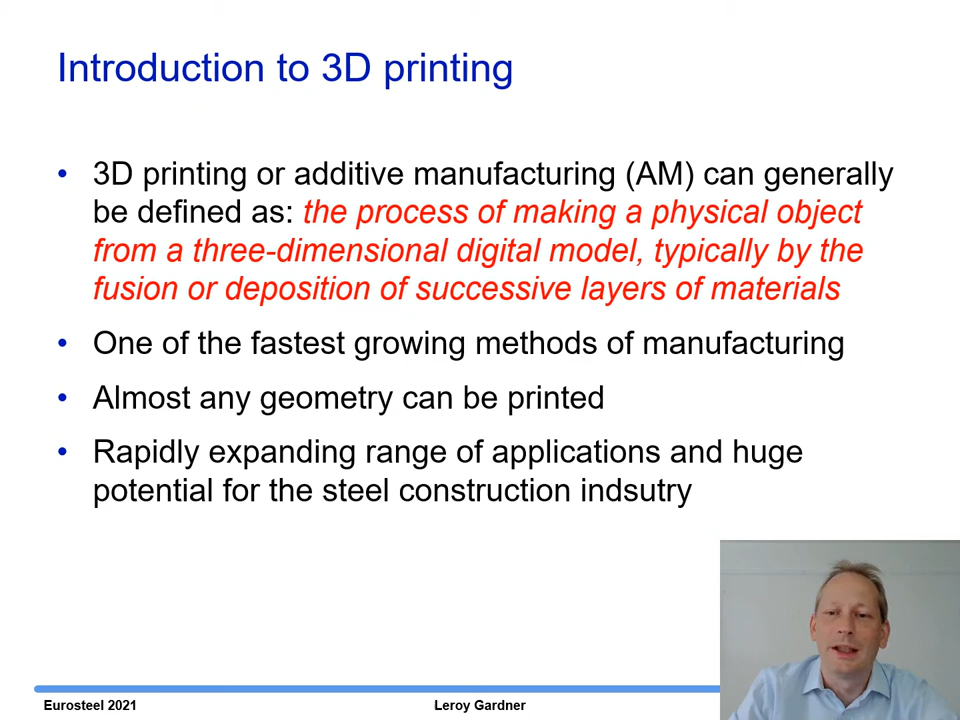 Introduction to 3D printing
• 3D printing or additive manufacturing (AM) can generally
be defined as: the process of making a physical object
from a three-dimensional digital model, typically by the
fusion or deposition of successive layers of materials
• One of the fastest growing methods of manufacturing
• Almost any geometry can be printed
• Rapidly expanding range of applications and huge
potential for the steel construction indsutry
Eurosteel 2021
Leroy Gardner